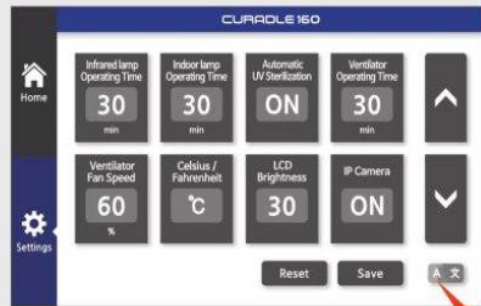 CURADLE 160
Home
Infrared lamp
Operating Time
30
min
Indoor lamp
Operating Time
30
min
Automatic
UV Sterilization
ON
Ventilator
Operating Time
30
min
Ventilator
Fan Speed
60
%
Celsius /
Fahrenheit
℃
LCD
Brightness
30
IP Camera
ON
Settings
Reset
Save
A 文